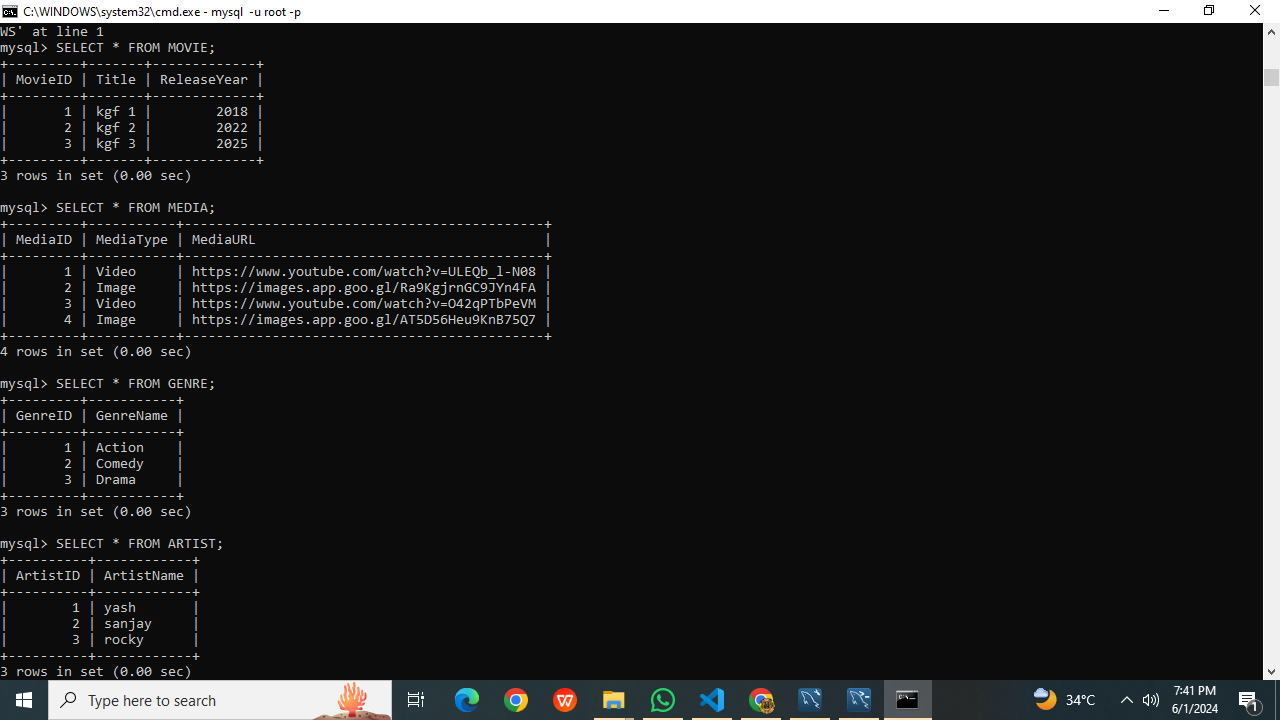 C:\WINDOWS\system32\cmd.exe - mysql  -u root -p
WS' at line 1
mysql> SELECT * FROM MOVIE;
+---------+-------+-------------+
| MovieID | Title | ReleaseYear |
+---------+-------+-------------+
|       1 | kgf 1 |        2018 |
|       2 | kgf 2 |        2022 |
|       3 | kgf 3 |        2025 |
+---------+-------+-------------+
3 rows in set (0.00 sec)
mysql> SELECT * FROM MEDIA;
+---------+-----------+---------------------------------------------+
| MediaID | MediaType | MediaURL                                    |
+---------+-----------+---------------------------------------------+
|       1 | Video     | https://www.youtube.com/watch?v=ULEQb_l-N08 |
|       2 | Image     | https://images.app.goo.gl/Ra9KgjrnGC9JYn4FA |
|       3 | Video     | https://www.youtube.com/watch?v=O42qPTbPeVM |
|       4 | Image     | https://images.app.goo.gl/AT5D56Heu9KnB75Q7 |
+---------+-----------+---------------------------------------------+
4 rows in set (0.00 sec)
mysql> SELECT * FROM GENRE;
+---------+-----------+
| GenreID | GenreName |
+---------+-----------+
|       1 | Action    |
|       2 | Comedy    |
|       3 | Drama     |
+---------+-----------+
3 rows in set (0.00 sec)
mysql> SELECT * FROM ARTIST;
+----------+------------+
| ArtistID | ArtistName |
+----------+------------+
|        1 | yash       |
|        2 | sanjay     |
|        3 | rocky      |
+----------+------------+
3 rows in set (0.00 sec)
Type here to search
34°C
7:41 PM
6/1/2024
1